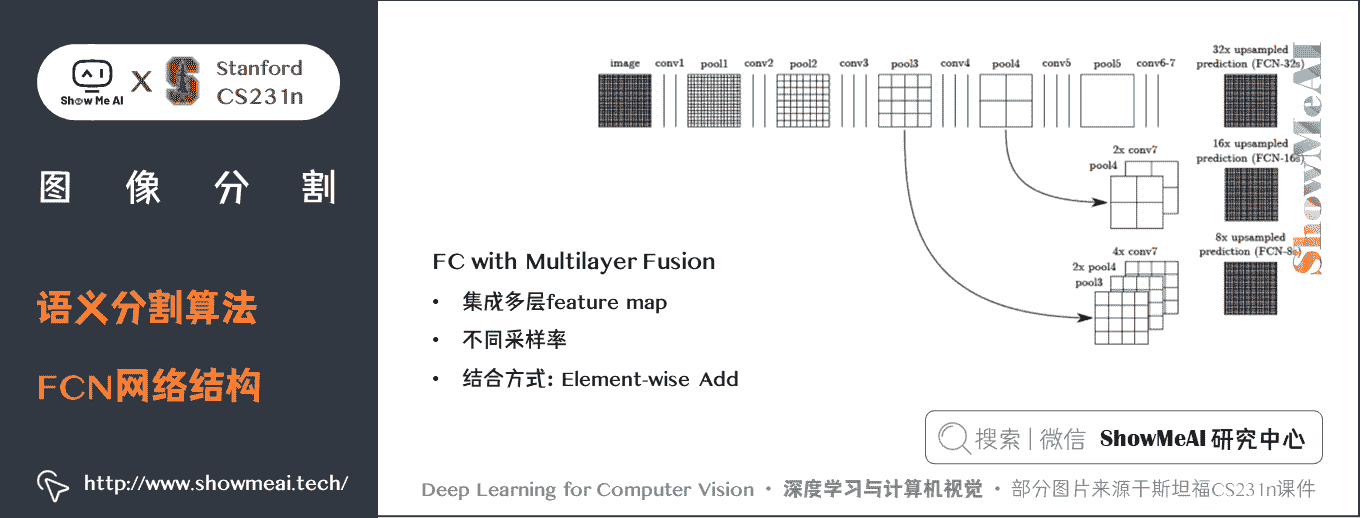 Show Me AI
X
Stanford
CS231n
图像分割
语义分割算法
FCN网络结构
http://www.showmeai.tech/
image conv1 pool1 conv2 pool2 conv3 pool3 conv4 pool4 conv5 pool5 conv6-7
32x upsampled
prediction (FCN-32s)
2x conv7
pool4
16x upsampled
prediction (FCN-16s)
4x conv7
2x pool4
pool3
8x upsampled
prediction (FCN-8s)
ShowMeAI
FC with Multilayer Fusion
• 集成多层feature map
• 不同采样率
• 结合方式: Element-wise Add
搜索 | 微信 ShowMeAI 研究中心
Deep Learning for Computer Vision · 深度学习与计算机视觉 · 部分图片来源于斯坦福CS231n课件